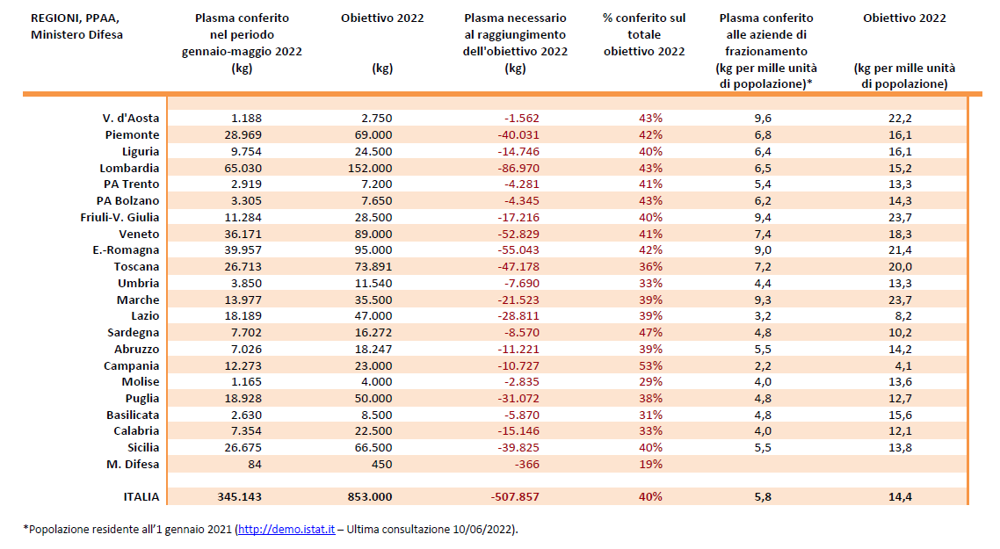 REGIONI, PPAA, Ministero Difesa | Plasma conferito nel periodo gennaio-maggio 2022 (kg) | Obiettivo 2022 (kg) | Plasma necessario al raggiungimento dell'obiettivo 2022 (kg) | % conferito sul totale obiettivo 2022 | Plasma conferito alle aziende di frazionamento (kg per mille unità di popolazione)* | Obiettivo 2022 (kg per mille unità di popolazione)
V. d'Aosta 1.188 2.750 -1.562 43% 9,6 22,2
Piemonte 28.969 69.000 -40.031 42% 6,8 16,1
Liguria 9.754 24.500 -14.746 40% 6,4 16,1
Lombardia 65.030 152.000 -86.970 43% 6,5 15,2
PA Trento 2.919 7.200 -4.281 41% 5,4 13,3
PA Bolzano 3.305 7.650 -4.345 43% 6,2 14,3
Friuli-V. Giulia 11.284 28.500 -17.216 40% 9,4 23,7
Veneto 36.171 89.000 -52.829 41% 7,4 18,3
E.-Romagna 39.957 95.000 -55.043 42% 9,0 21,4
Toscana 26.713 73.891 -47.178 36% 7,2 20,0
Umbria 3.850 11.540 -7.690 33% 4,4 13,3
Marche 13.977 35.500 -21.523 39% 9,3 23,7
Lazio 18.189 47.000 -28.811 39% 3,2 8,2
Sardegna 7.702 16.272 -8.570 47% 4,8 10,2
Abruzzo 7.026 18.247 -11.221 39% 5,5 14,2
Campania 12.273 23.000 -10.727 53% 2,2 4,1
Molise 1.165 4.000 -2.835 29% 4,0 13,6
Puglia 18.928 50.000 -31.072 38% 4,8 12,7
Basilicata 2.630 8.500 -5.870 31% 4,8 15,6
Calabria 7.354 22.500 -15.146 33% 4,0 12,1
Sicilia 26.675 66.500 -39.825 40% 5,5 13,8
M. Difesa 84 450 -366 19%
ITALIA 345.143 853.000 -507.857 40% 5,8 14,4
*Popolazione residente all'1 gennaio 2021 (http://demo.istat.it – Ultima consultazione 10/06/2022).